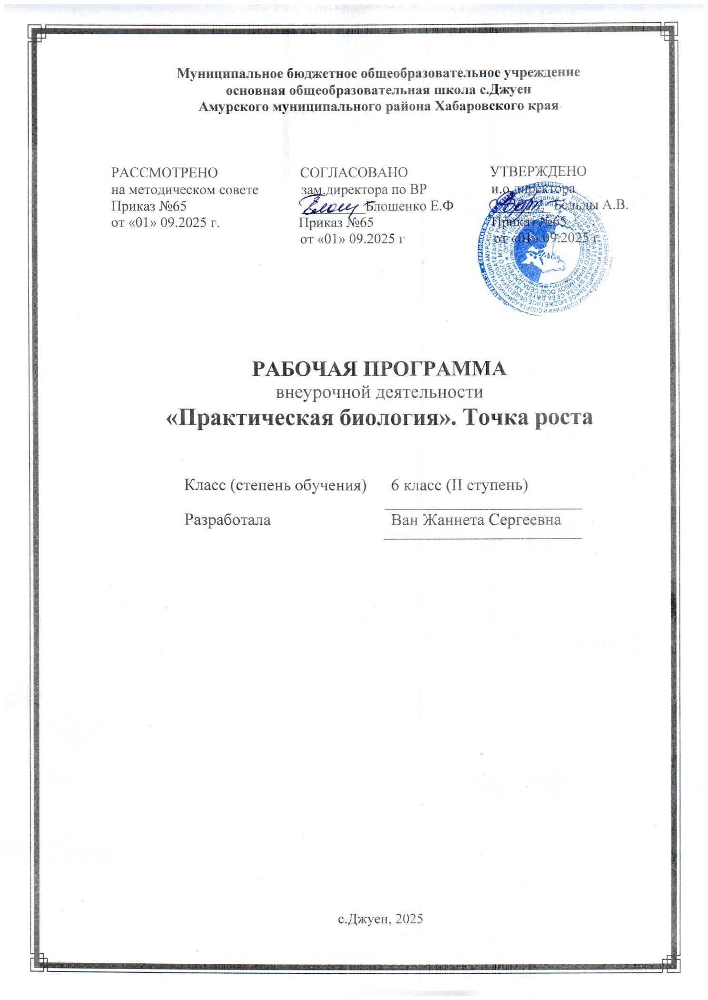 Муниципальное бюджетное общеобразовательное учреждение
основная общеобразовательная школа с.Джуен
Амурского муниципального района Хабаровского края
РАССМОТРЕНО
на методическом совете
Приказ №65
от «01» 09.2025 г.
СОГЛАСОВАНО
зам.директора по ВР
Блошенко Е.Ф
Приказ №65
от «01» 09.2025 г
УТВЕРЖДЕНО
и.о.директора
Бельды А.В.
Приказ №65
от «01» 09.2025 г.
РАБОЧАЯ ПРОГРАММА
внеурочной деятельности
«Практическая биология». Точка роста
Класс (степень обучения) 6 класс (II ступень)
Разработала Ван Жаннета Сергеевна
с.Джуен, 2025